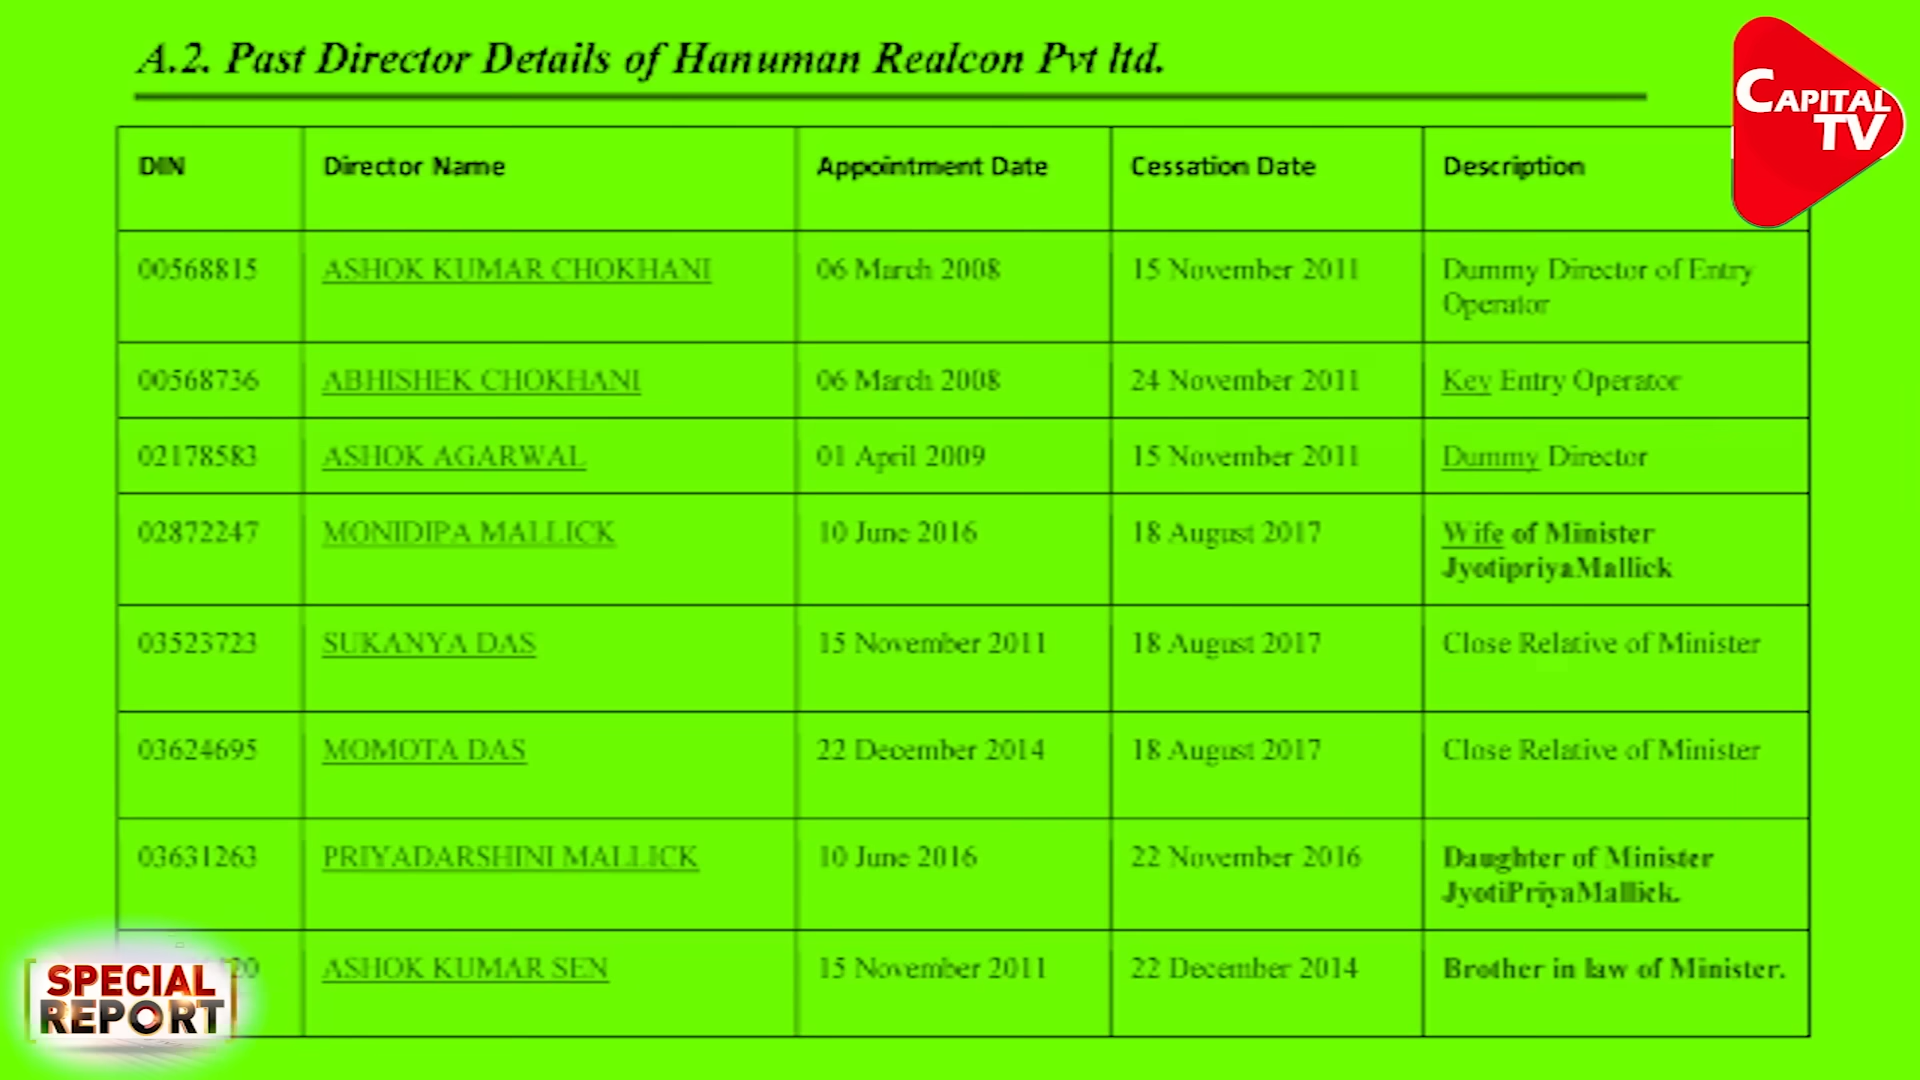 A.2. Past Director Details of Hanuman Realcon Pvt ltd.
CAPITAL
TV
DIN Director Name Appointment Date Cessation Date Description
00568815 ASHOK KUMAR CHOKHANI 06 March 2008 15 November 2011 Dummy Director of Entry
Operator
00568736 ABHISHEK CHOKHANI 06 March 2008 24 November 2011 Key Entry Operator
02178583 ASHOK AGARWAL 01 April 2009 15 November 2011 Dummy Director
02872247 MONIDIPA MALLICK 10 June 2016 18 August 2017 Wife of Minister
JyotipriyaMallick
03523723 SUKANYA DAS 15 November 2011 18 August 2017 Close Relative of Minister
03624695 MOMOTA DAS 22 December 2014 18 August 2017 Close Relative of Minister
03631263 PRIYADARSHINI MALLICK 10 June 2016 22 November 2016 Daughter of Minister
JyotiPriyaMallick.
ASHOK KUMAR SEN 15 November 2011 22 December 2014 Brother in law of Minister.
SPECIAL
REPORT